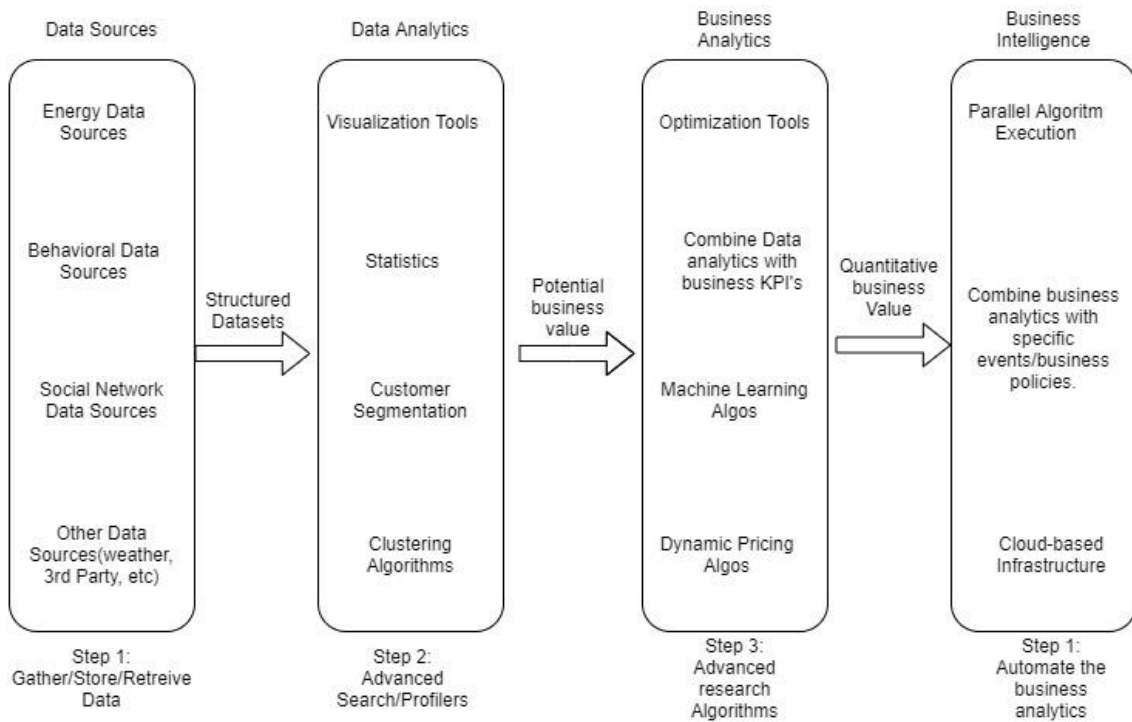 Data Sources
Energy Data
Sources
Behavioral Data
Sources
Social Network
Data Sources
Other Data
Sources(weather,
3rd Party, etc)
Step 1:
Gather/Store/Retreive
Data
Structured
Datasets
Data Analytics
Visualization Tools
Statistics
Customer
Segmentation
Clustering
Algorithms
Step 2:
Advanced
Search/Profilers
Potential
business
value
Business
Analytics
Optimization Tools
Combine Data
analytics with
business KPI's
Machine Learning
Algos
Dynamic Pricing
Algos
Step 3:
Advanced
research
Algorithms
Quantitative
business
Value
Business
Intelligence
Parallel Algoritm
Execution
Combine business
analytics with
specific
events/business
policies.
Cloud-based
Infrastructure
Step 1:
Automate the
business
analytics